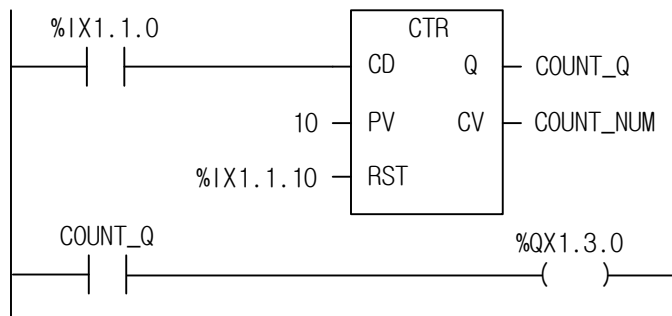 %IX1.1.0
CTR
CD Q COUNT_Q
10 PV CV COUNT_NUM
%IX1.1.10 RST
COUNT_Q
%QX1.3.0